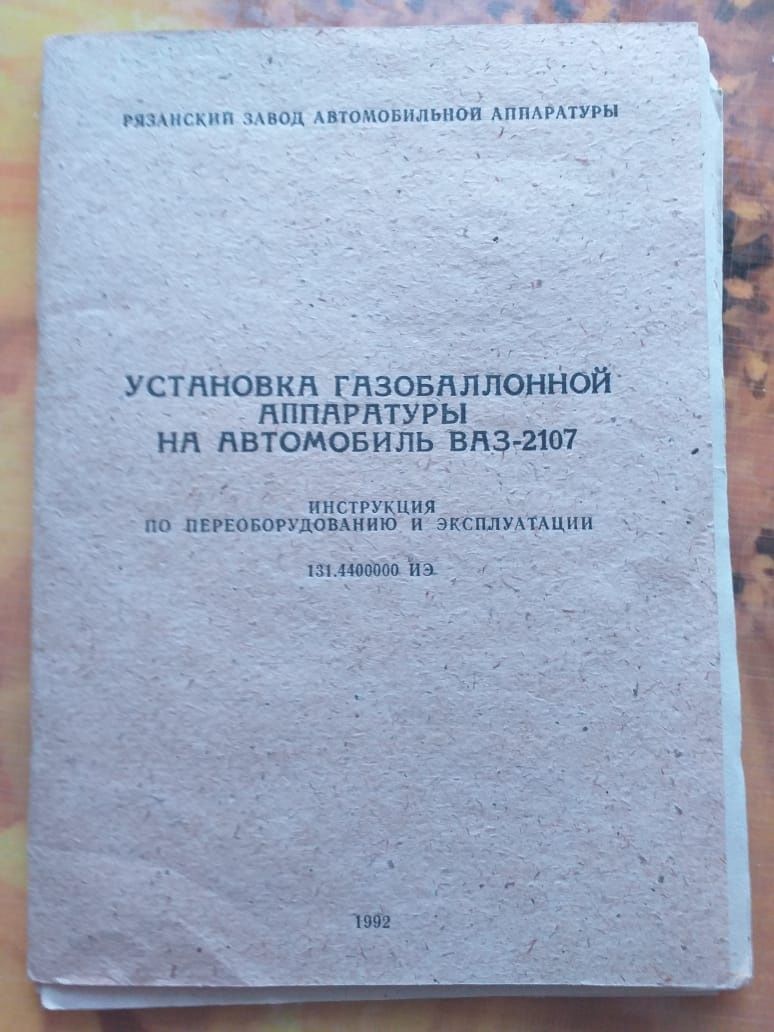 РЯЗАНСКИЙ ЗАВОД АВТОМОБИЛЬНОЙ АППАРАТУРЫ
УСТАНОВКА ГАЗОБАЛЛОННОЙ
АППАРАТУРЫ
НА АВТОМОБИЛЬ ВАЗ-2107
ИНСТРУКЦИЯ
ПО ПЕРЕОБОРУДОВАНИЮ И ЭКСПЛУАТАЦИИ
131.4400000 ИЭ
1992